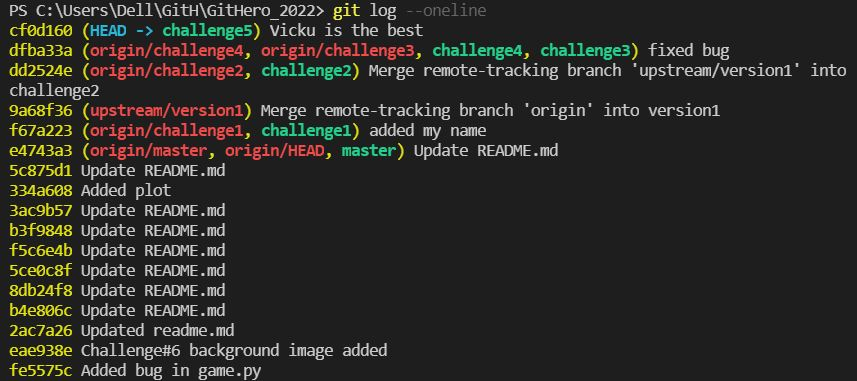 PS C:\Users\Dell\GitH\GitHero_2022> git log --oneline
cf0d160 (HEAD -> challenge5) Vicku is the best
dfba33a (origin/challenge4, origin/challenge3, challenge4, challenge3) fixed bug
dd2524e (origin/challenge2, challenge2) Merge remote-tracking branch 'upstream/version1' into
challenge2
9a68f36 (upstream/version1) Merge remote-tracking branch 'origin' into version1
f67a223 (origin/challenge1, challenge1) added my name
e4743a3 (origin/master, origin/HEAD, master) Update README.md
5c875d1 Update README.md
334a608 Added plot
3ac9b57 Update README.md
b3f9848 Update README.md
f5c6e4b Update README.md
5ce0c8f Update README.md
8db24f8 Update README.md
b4e806c Update README.md
2ac7a26 Updated readme.md
eae938e Challenge#6 background image added
fe5575c Added bug in game.py